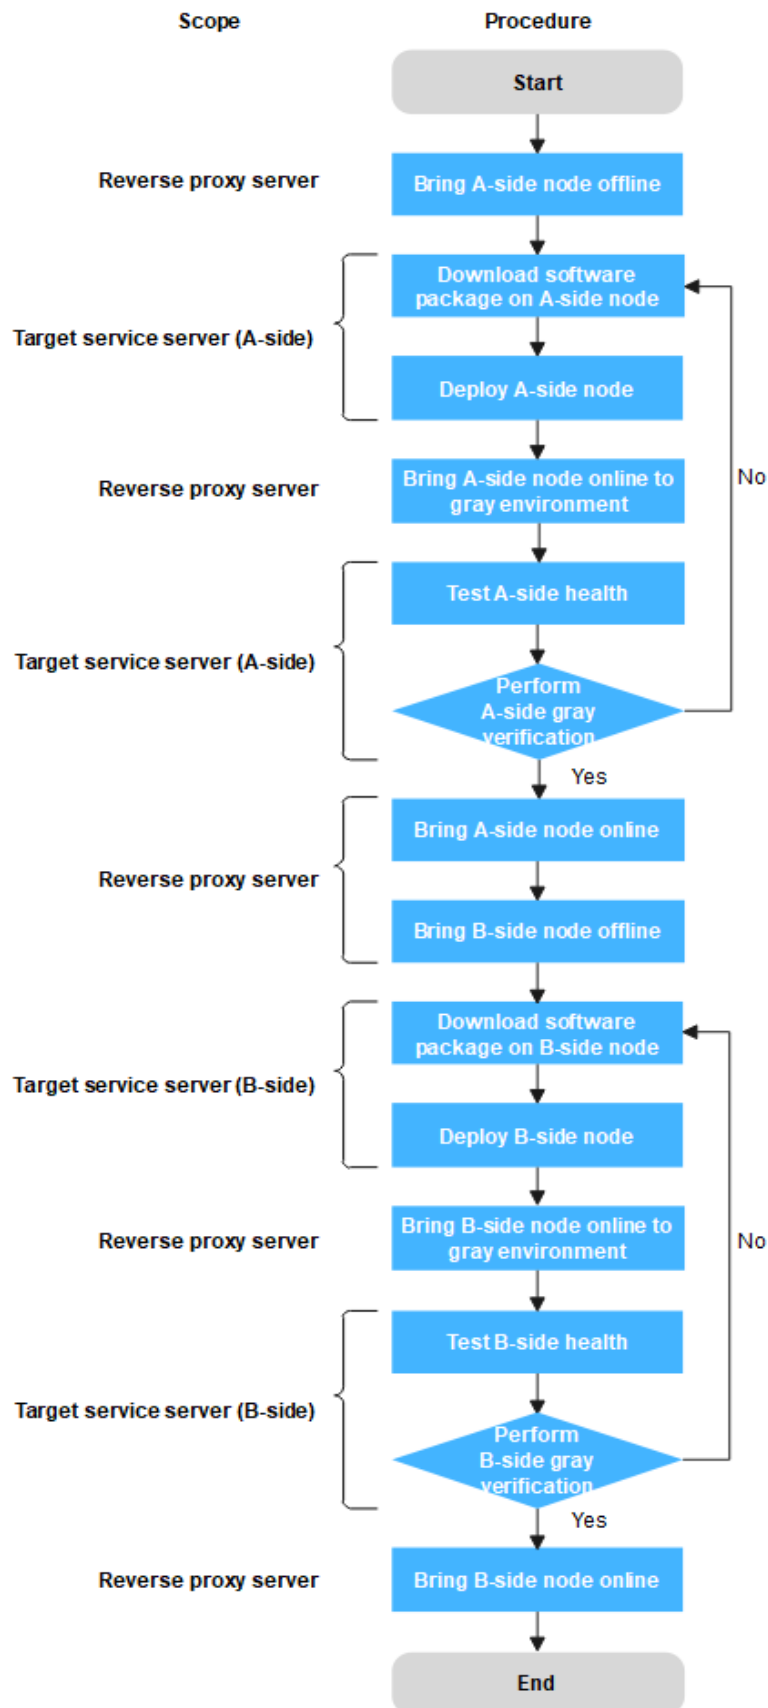 Scope
Procedure
Start
Reverse proxy server
Bring A-side node offline
Download software
package on A-side node
Target service server (A-side)
Deploy A-side node
Reverse proxy server
Bring A-side node online to
gray environment
No
Test A-side health
Target service server (A-side)
Perform
A-side gray
verification
Yes
Bring A-side node online
Reverse proxy server
Bring B-side node offline
Download software
package on B-side node
Target service server (B-side)
Deploy B-side node
Reverse proxy server
Bring B-side node online to
gray environment
No
Test B-side health
Target service server (B-side)
Perform
B-side gray
verification
Yes
Reverse proxy server
Bring B-side node online
End